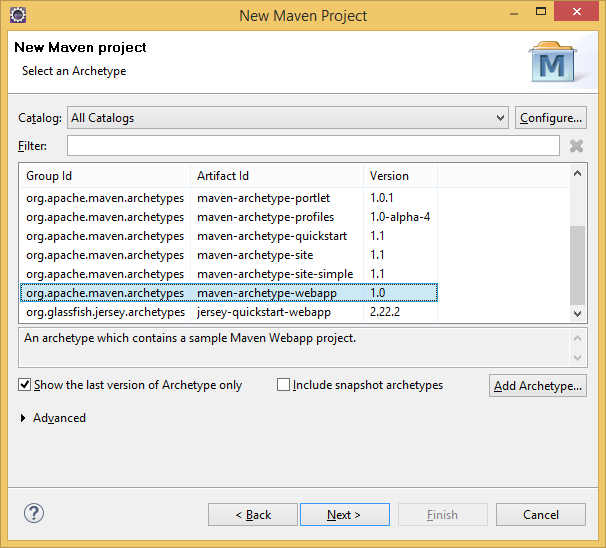 New Maven Project
New Maven project
Select an Archetype
M
Catalog: All Catalogs Configure...
Filter:
Group Id Artifact Id Version
org.apache.maven.archetypes maven-archetype-portlet 1.0.1
org.apache.maven.archetypes maven-archetype-profiles 1.0-alpha-4
org.apache.maven.archetypes maven-archetype-quickstart 1.1
org.apache.maven.archetypes maven-archetype-site 1.1
org.apache.maven.archetypes maven-archetype-site-simple 1.1
org.apache.maven.archetypes maven-archetype-webapp 1.0
org.glassfish.jersey.archetypes jersey-quickstart-webapp 2.22.2
An archetype which contains a sample Maven Webapp project.
Show the last version of Archetype only Include snapshot archetypes Add Archetype...
Advanced
? < Back Next > Finish Cancel